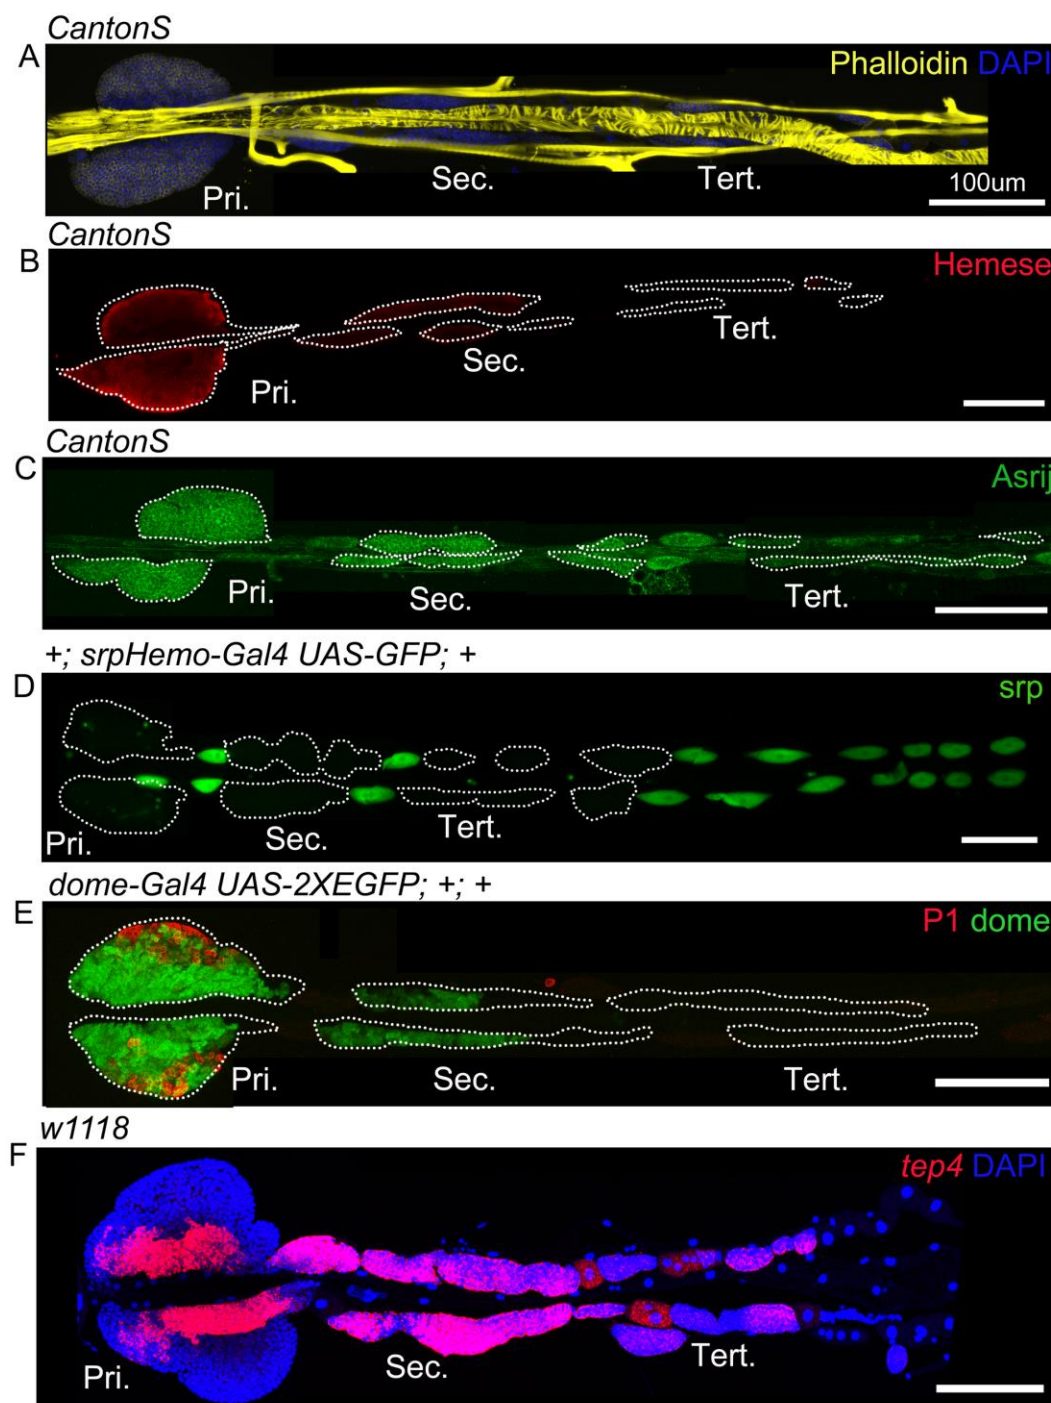 CantonS
A
Phalloidin DAPI
Pri.
Sec.
Tert.
100um
CantonS
B
Hemese
Pri.
Sec.
Tert.
CantonS
C
Asrij
Pri.
Sec.
Tert.
+; srpHemo-Gal4 UAS-GFP; +
D
srp
Pri.
Sec.
Tert.
dome-Gal4 UAS-2XEGFP; +; +
E
P1 dome
Pri.
Sec.
Tert.
w1118
F
tep4 DAPI
Pri.
Sec.
Tert.